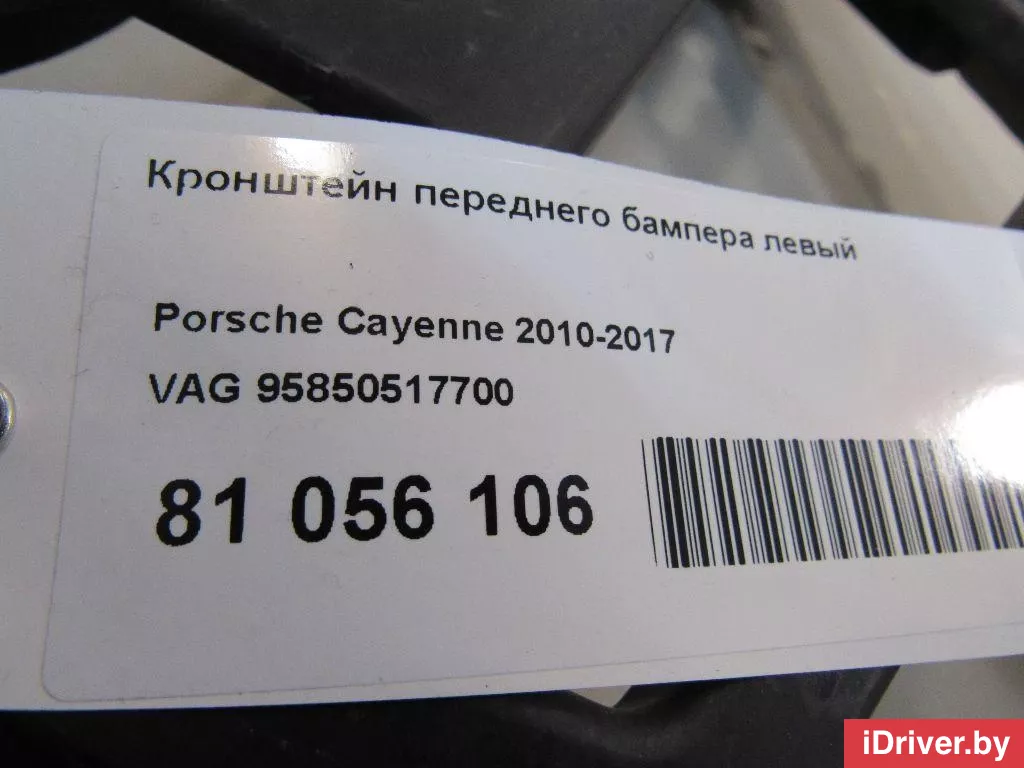 Кронштейн переднего бампера левый
Porsche Cayenne 2010-2017
VAG 95850517700
81 056 106
iDriver.by